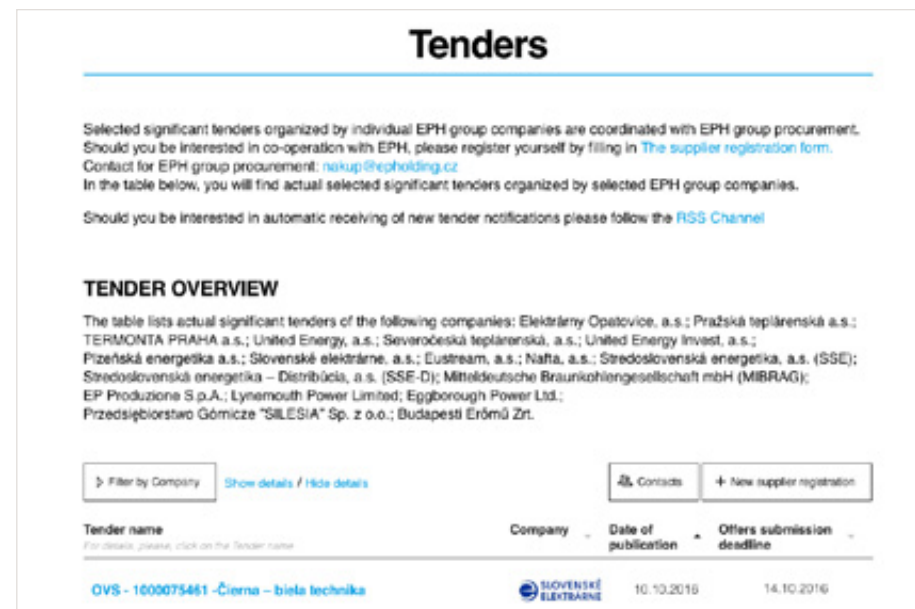 Tenders
Selected significant tenders organized by individual EPH group companies are coordinated with EPH group procurement.
Should you be interested in co-operation with EPH, please register yourself by filling in The supplier registration form.
Contact for EPH group procurement: nakup@epholding.cz
In the table below, you will find actual selected significant tenders organized by selected EPH group companies.
Should you be interested in automatic receiving of new tender notifications please follow the RSS Channel
TENDER OVERVIEW
The table lists actual significant tenders of the following companies: Elektrárny Opatovice, a.s.; Pražská teplárenská a.s.;
TERMONTA PRAHA a.s.; United Energy, a.s.; Severočeská teplárenská, a.s.; United Energy Invest, a.s.;
Plzeňská energetika a.s.; Slovenské elektrárne, a.s.; Eustream, a.s.; Nafta, a.s.; Stredoslovenská energetika, a.s. (SSE);
Stredoslovenská energetika – Distribúcia, a.s. (SSE-D); Mitteldeutsche Braunkohlengesellschaft mbH (MIBRAG);
EP Produzione S.p.A.; Lynemouth Power Limited; Eggborough Power Ltd.;
Przedsiębiorstwo Górnicze "SILESIA" Sp. z o.o.; Budapesti Erőmű Zrt.
Filter by Company Show details / Hide details Contacts + New supplier registration
Tender name Company Date of publication Offers submission deadline
For details, please, click on the Tender name
OVS - 1000075461 -Čierna – biela technika SLOVENSKÉ ELEKTRÁRNE 10.10.2016 14.10.2016